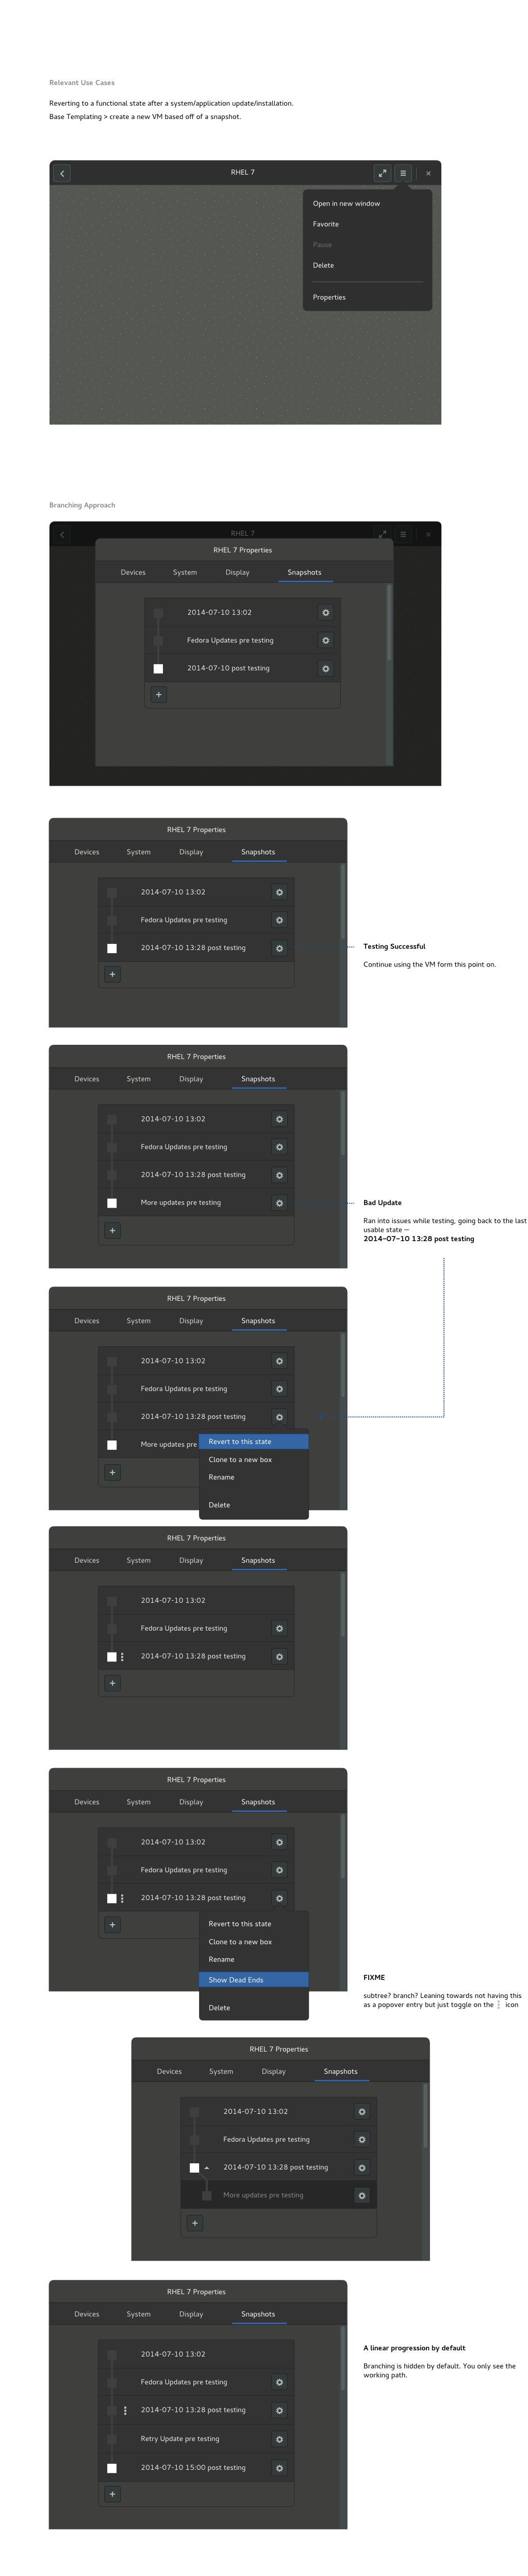 Relevant Use Cases
Reverting to a functional state after a system/application update/installation.
Base Templating > create a new VM based off of a snapshot.
RHEL 7
Open in new window
Favorite
Pause
Delete
Properties
Branching Approach
RHEL 7
RHEL 7 Properties
Devices System Display Snapshots
2014-07-10 13:02
Fedora Updates pre testing
2014-07-10 post testing
+
RHEL 7 Properties
Devices System Display Snapshots
2014-07-10 13:02
Fedora Updates pre testing
2014-07-10 13:28 post testing
+
Testing Successful
Continue using the VM form this point on.
RHEL 7 Properties
Devices System Display Snapshots
2014-07-10 13:02
Fedora Updates pre testing
2014-07-10 13:28 post testing
More updates pre testing
+
Bad Update
Ran into issues while testing, going back to the last
usable state —
2014-07-10 13:28 post testing
RHEL 7 Properties
Devices System Display Snapshots
2014-07-10 13:02
Fedora Updates pre testing
2014-07-10 13:28 post testing
More updates pre
+
Revert to this state
Clone to a new box
Rename
Delete
RHEL 7 Properties
Devices System Display Snapshots
2014-07-10 13:02
Fedora Updates pre testing
2014-07-10 13:28 post testing
+
RHEL 7 Properties
Devices System Display Snapshots
2014-07-10 13:02
Fedora Updates pre testing
2014-07-10 13:28 post testing
+
Revert to this state
Clone to a new box
Rename
Show Dead Ends
Delete
FIXME
subtree? branch? Leaning towards not having this
as a popover entry but just toggle on the icon
RHEL 7 Properties
Devices System Display Snapshots
2014-07-10 13:02
Fedora Updates pre testing
2014-07-10 13:28 post testing
More updates pre testing
+
RHEL 7 Properties
Devices System Display Snapshots
2014-07-10 13:02
Fedora Updates pre testing
2014-07-10 13:28 post testing
Retry Update pre testing
2014-07-10 15:00 post testing
+
A linear progression by default
Branching is hidden by default. You only see the
working path.